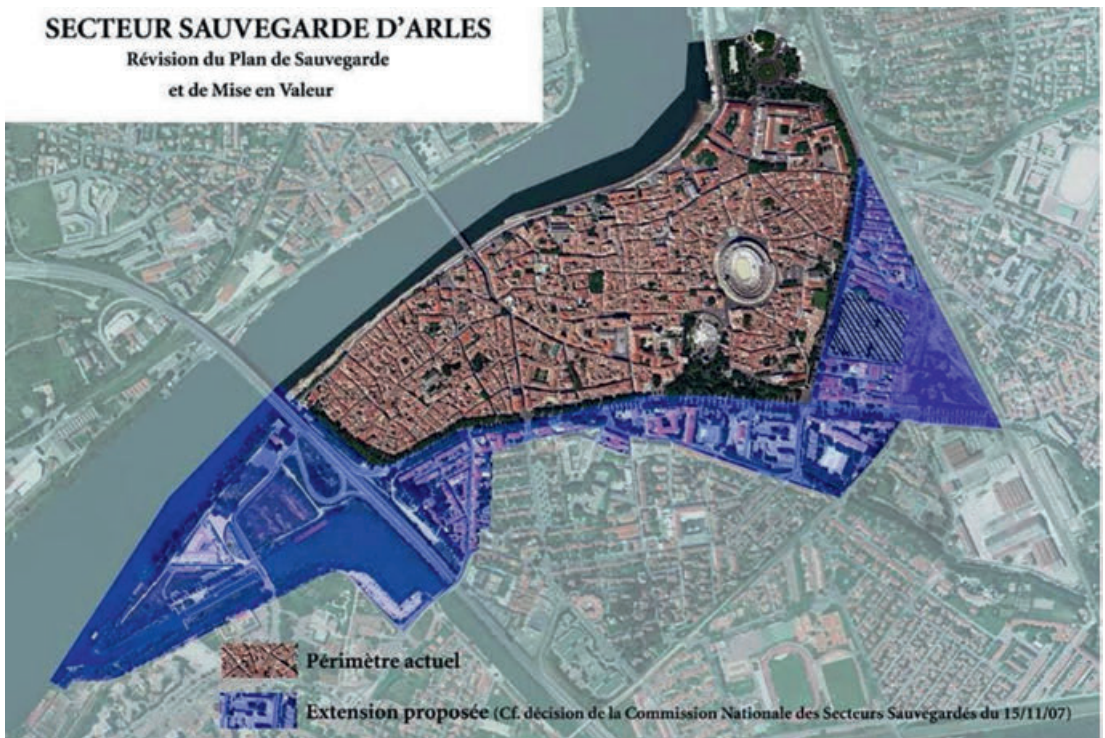 SECTEUR SAUVEGARDE D'ARLES
Révision du Plan de Sauvegarde
et de Mise en Valeur
Périmètre actuel
Extension proposée (Cf. décision de la Commission Nationale des Secteurs Sauvegardés du 15/11/07)